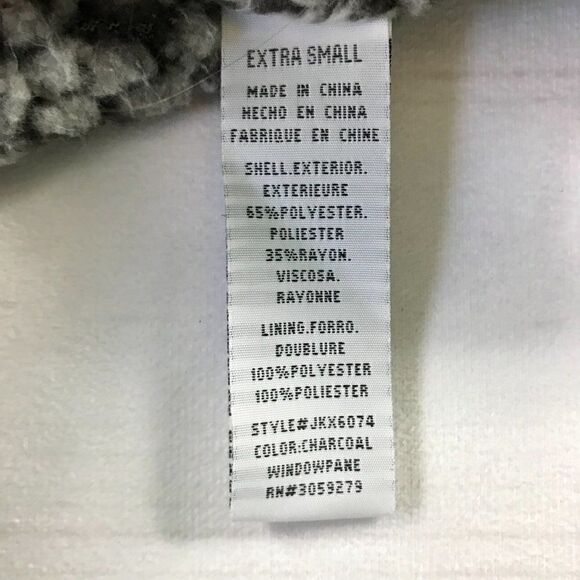 EXTRA SMALL
MADE IN CHINA
HECHO EN CHINA
FABRIQUE EN CHINE
SHELL.EXTERIOR.
EXTERIEURE
65%POLYESTER.
POLIESTER
35%RAYON.
VISCOSA.
RAYONNE
LINING.FORRO.
DOUBLURE
100%POLYESTER
100%POLIESTER
STYLE#JKX6074
COLOR:CHARCOAL
WINDOWPANE
RN#3059279